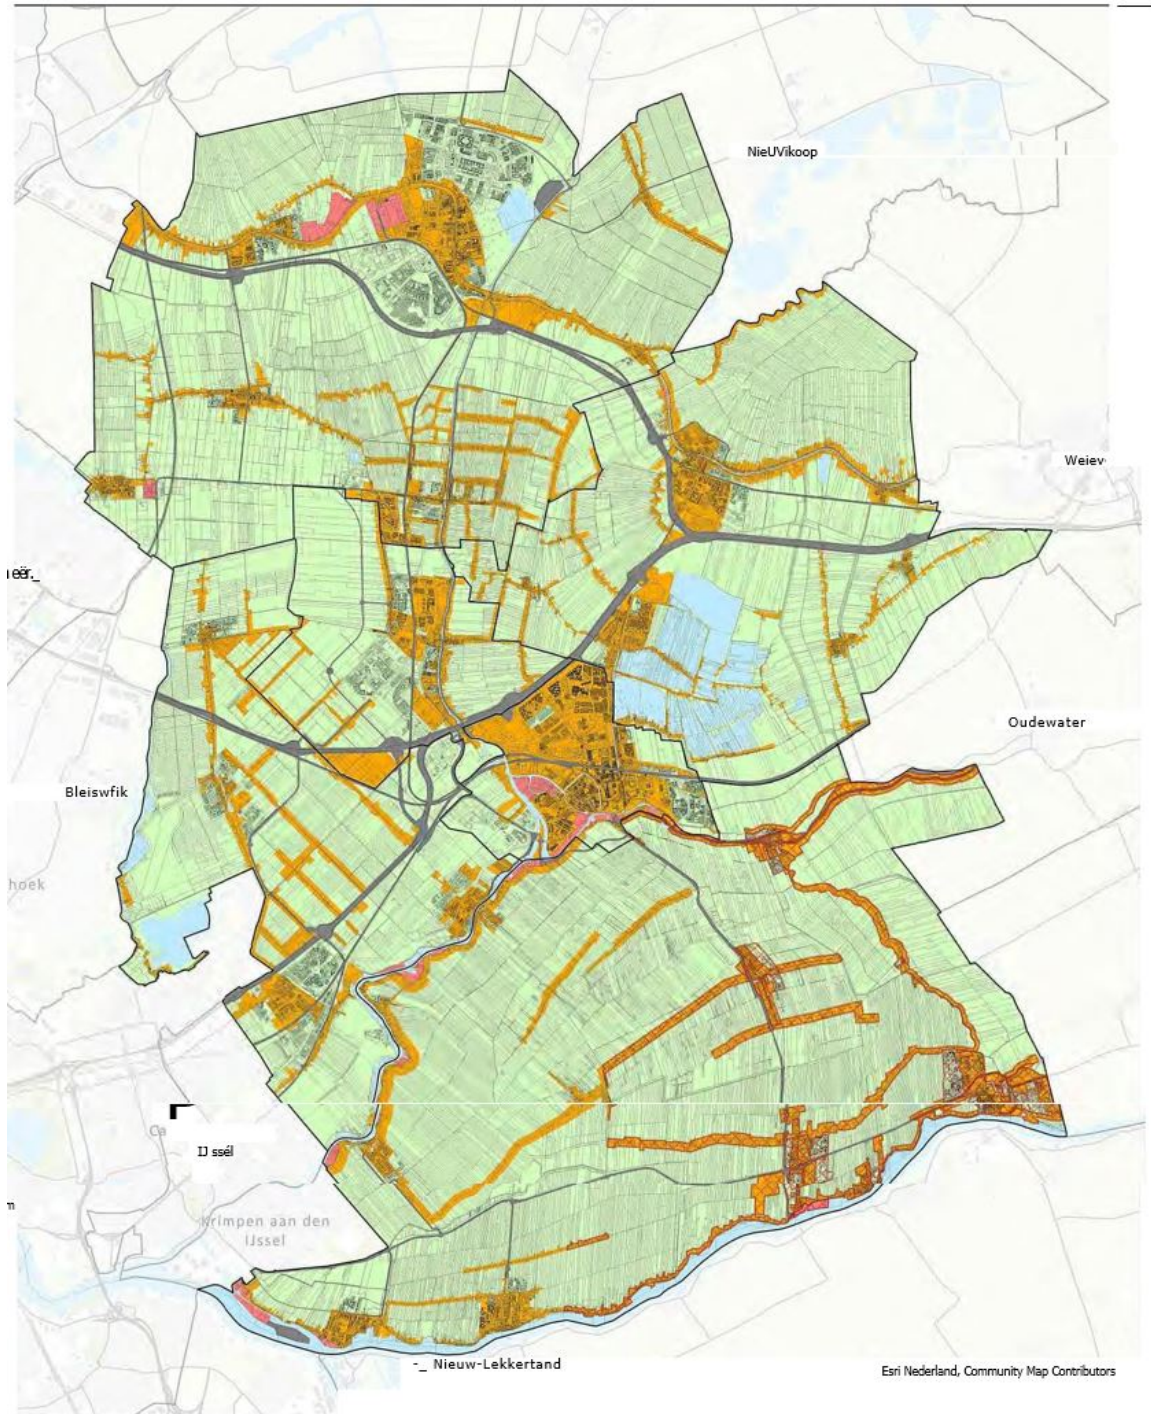 NieUVikoop
Weiev
eër._
Oudewater
Bleiswfik
hoek
Ca
IJ ssél
m
Krimpen aan den
IJssel
-_ Nieuw-Lekkertand
Esri Nederland, Community Map Contributors